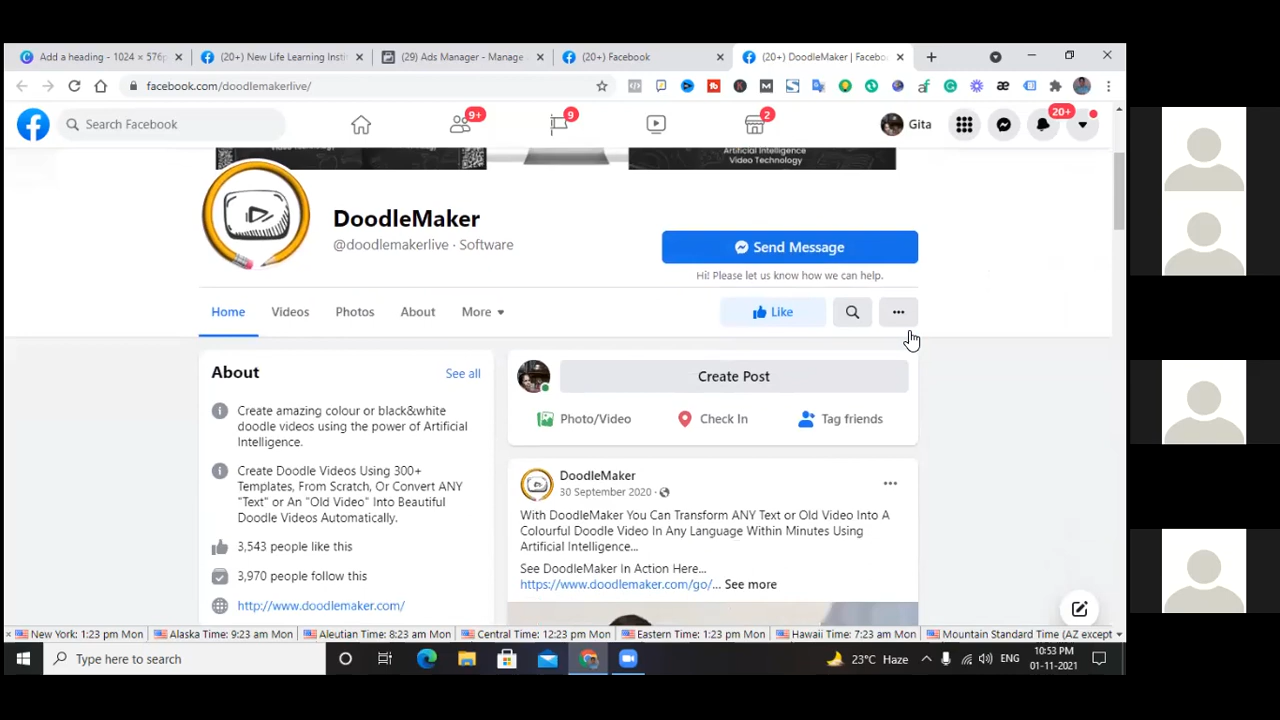 Add a heading - 1024 × 576p
(20+) New Life Learning Insti
(29) Ads Manager - Manage
(20+) Facebook
(20+) DoodleMaker | Facebo
facebook.com/doodlemakerlive/
Search Facebook
9+
9
2
Gita
20+
Artificial Intelligence
Video Technology
DoodleMaker
@doodlemakerlive · Software
Send Message
Hi! Please let us know how we can help.
Home
Videos
Photos
About
More
Like
About
See all
Create amazing colour or black&white
doodle videos using the power of Artificial
Intelligence.
Create Doodle Videos Using 300+
Templates, From Scratch, Or Convert ANY
"Text" or An "Old Video" Into Beautiful
Doodle Videos Automatically.
3,543 people like this
3,970 people follow this
http://www.doodlemaker.com/
Create Post
Photo/Video
Check In
Tag friends
DoodleMaker
30 September 2020 ·
With DoodleMaker You Can Transform ANY Text or Old Video Into A
Colourful Doodle Video In Any Language Within Minutes Using
Artificial Intelligence...
See DoodleMaker In Action Here...
https://www.doodlemaker.com/go/... See more
New York: 1:23 pm Mon
Alaska Time: 9:23 am Mon
Aleutian Time: 8:23 am Mon
Central Time: 12:23 pm Mon
Eastern Time: 1:23 pm Mon
Hawaii Time: 7:23 am Mon
Mountain Standard Time (AZ except
Type here to search
23°C Haze
ENG
10:53 PM
01-11-2021